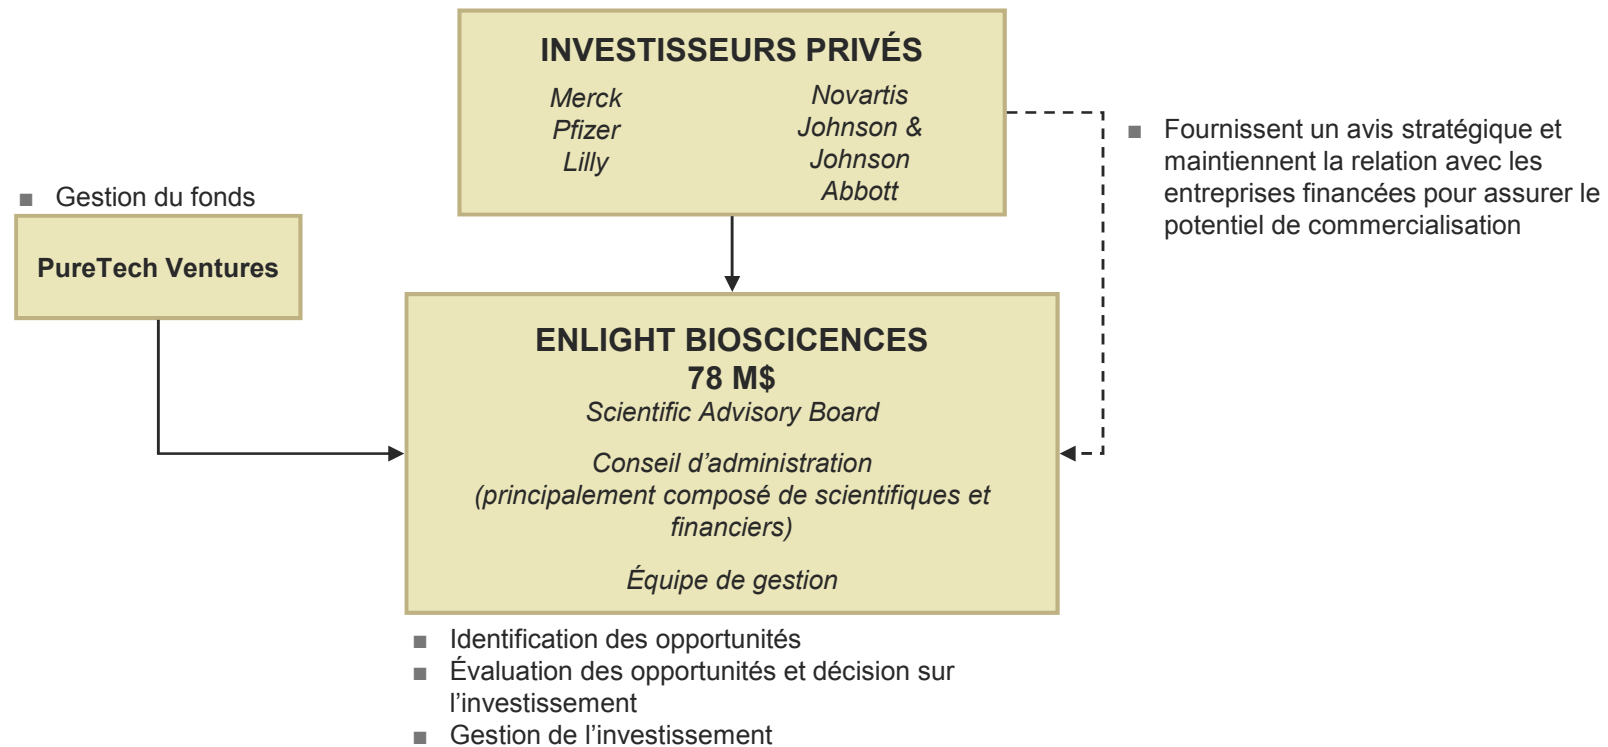 INVESTISSEURS PRIVÉS
Merck
Pfizer
Lilly
Novartis
Johnson &
Johnson
Abbott
■ Fournissent un avis stratégique et
maintiennent la relation avec les
entreprises financées pour assurer le
potentiel de commercialisation
■ Gestion du fonds
PureTech Ventures
ENLIGHT BIOSCICENCES
78 M$
Scientific Advisory Board
Conseil d’administration
(principalement composé de scientifiques et
financiers)
Équipe de gestion
■ Identification des opportunités
■ Évaluation des opportunités et décision sur
l’investissement
■ Gestion de l’investissement